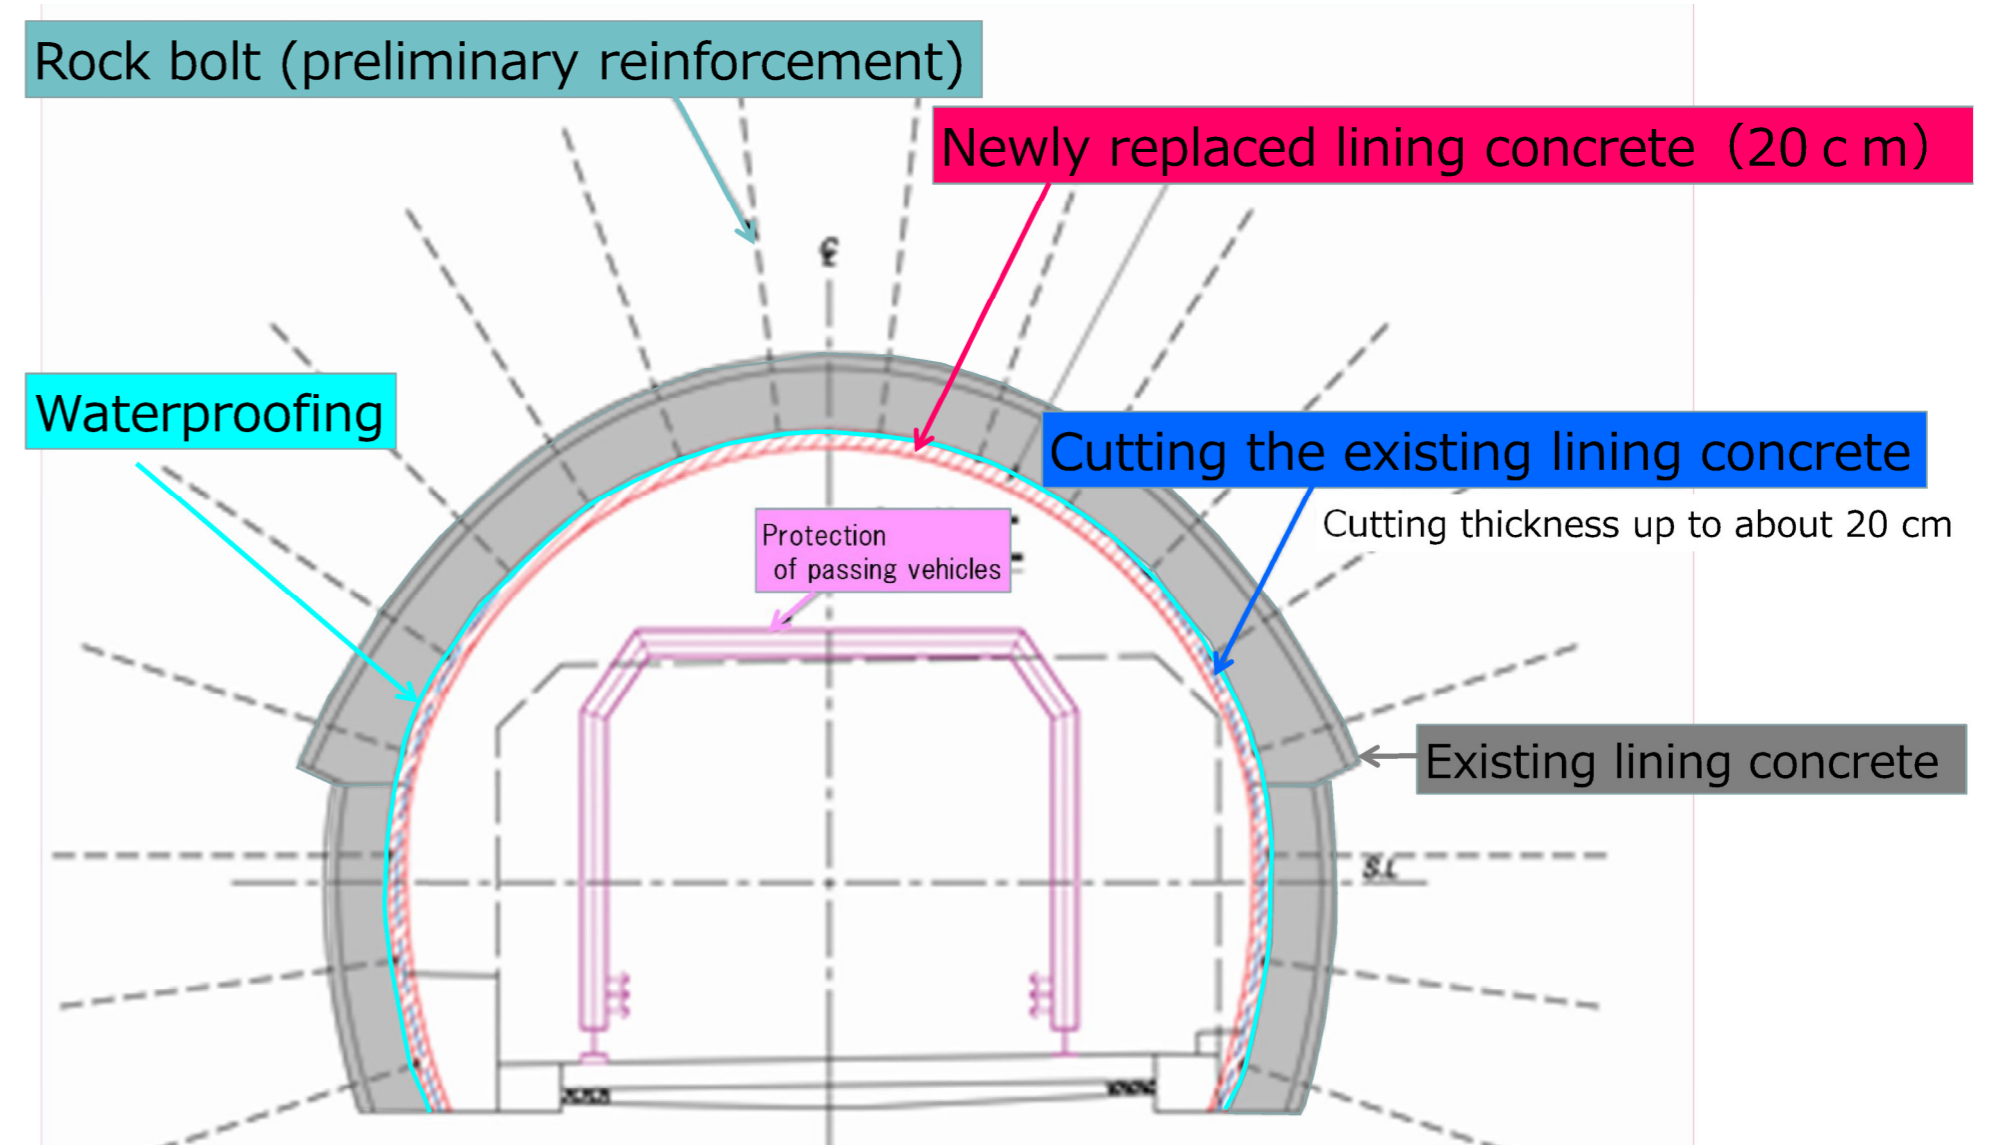 Rock bolt (preliminary reinforcement)
Newly replaced lining concrete（20ｃｍ）
℄
Waterproofing
Cutting the existing lining concrete
Cutting thickness up to about 20 cm
Protection
of passing vehicles
Existing lining concrete
S.L